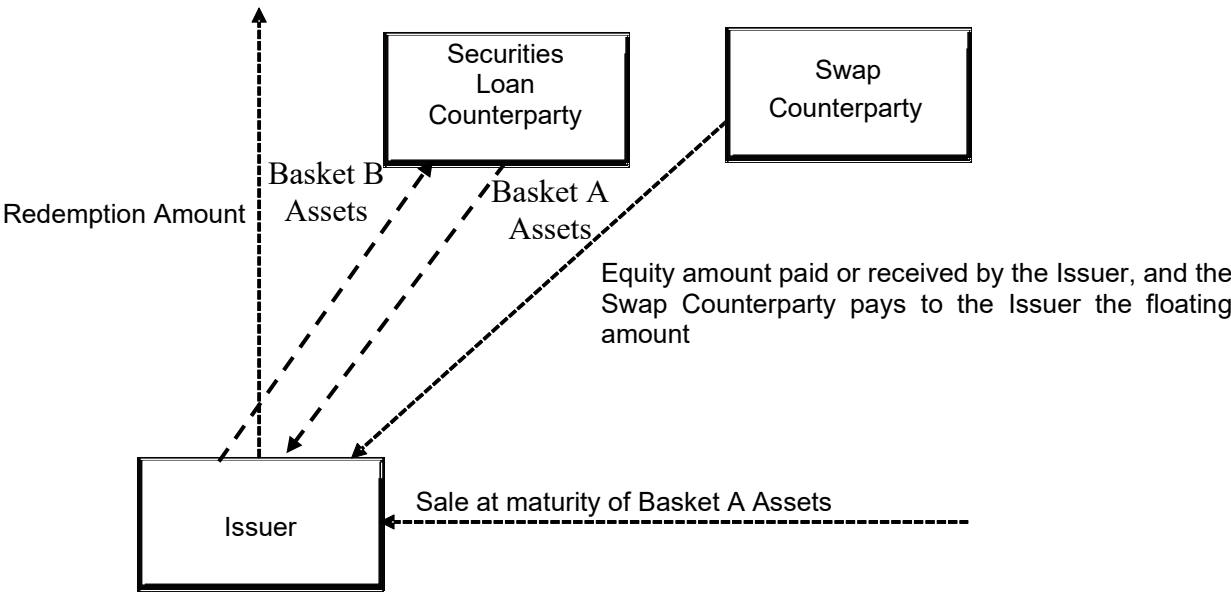 Securities
Loan
Counterparty
Swap
Counterparty
Basket B
Assets
Basket A
Assets
Redemption Amount
Equity amount paid or received by the Issuer, and the
Swap Counterparty pays to the Issuer the floating
amount
Sale at maturity of Basket A Assets
Issuer